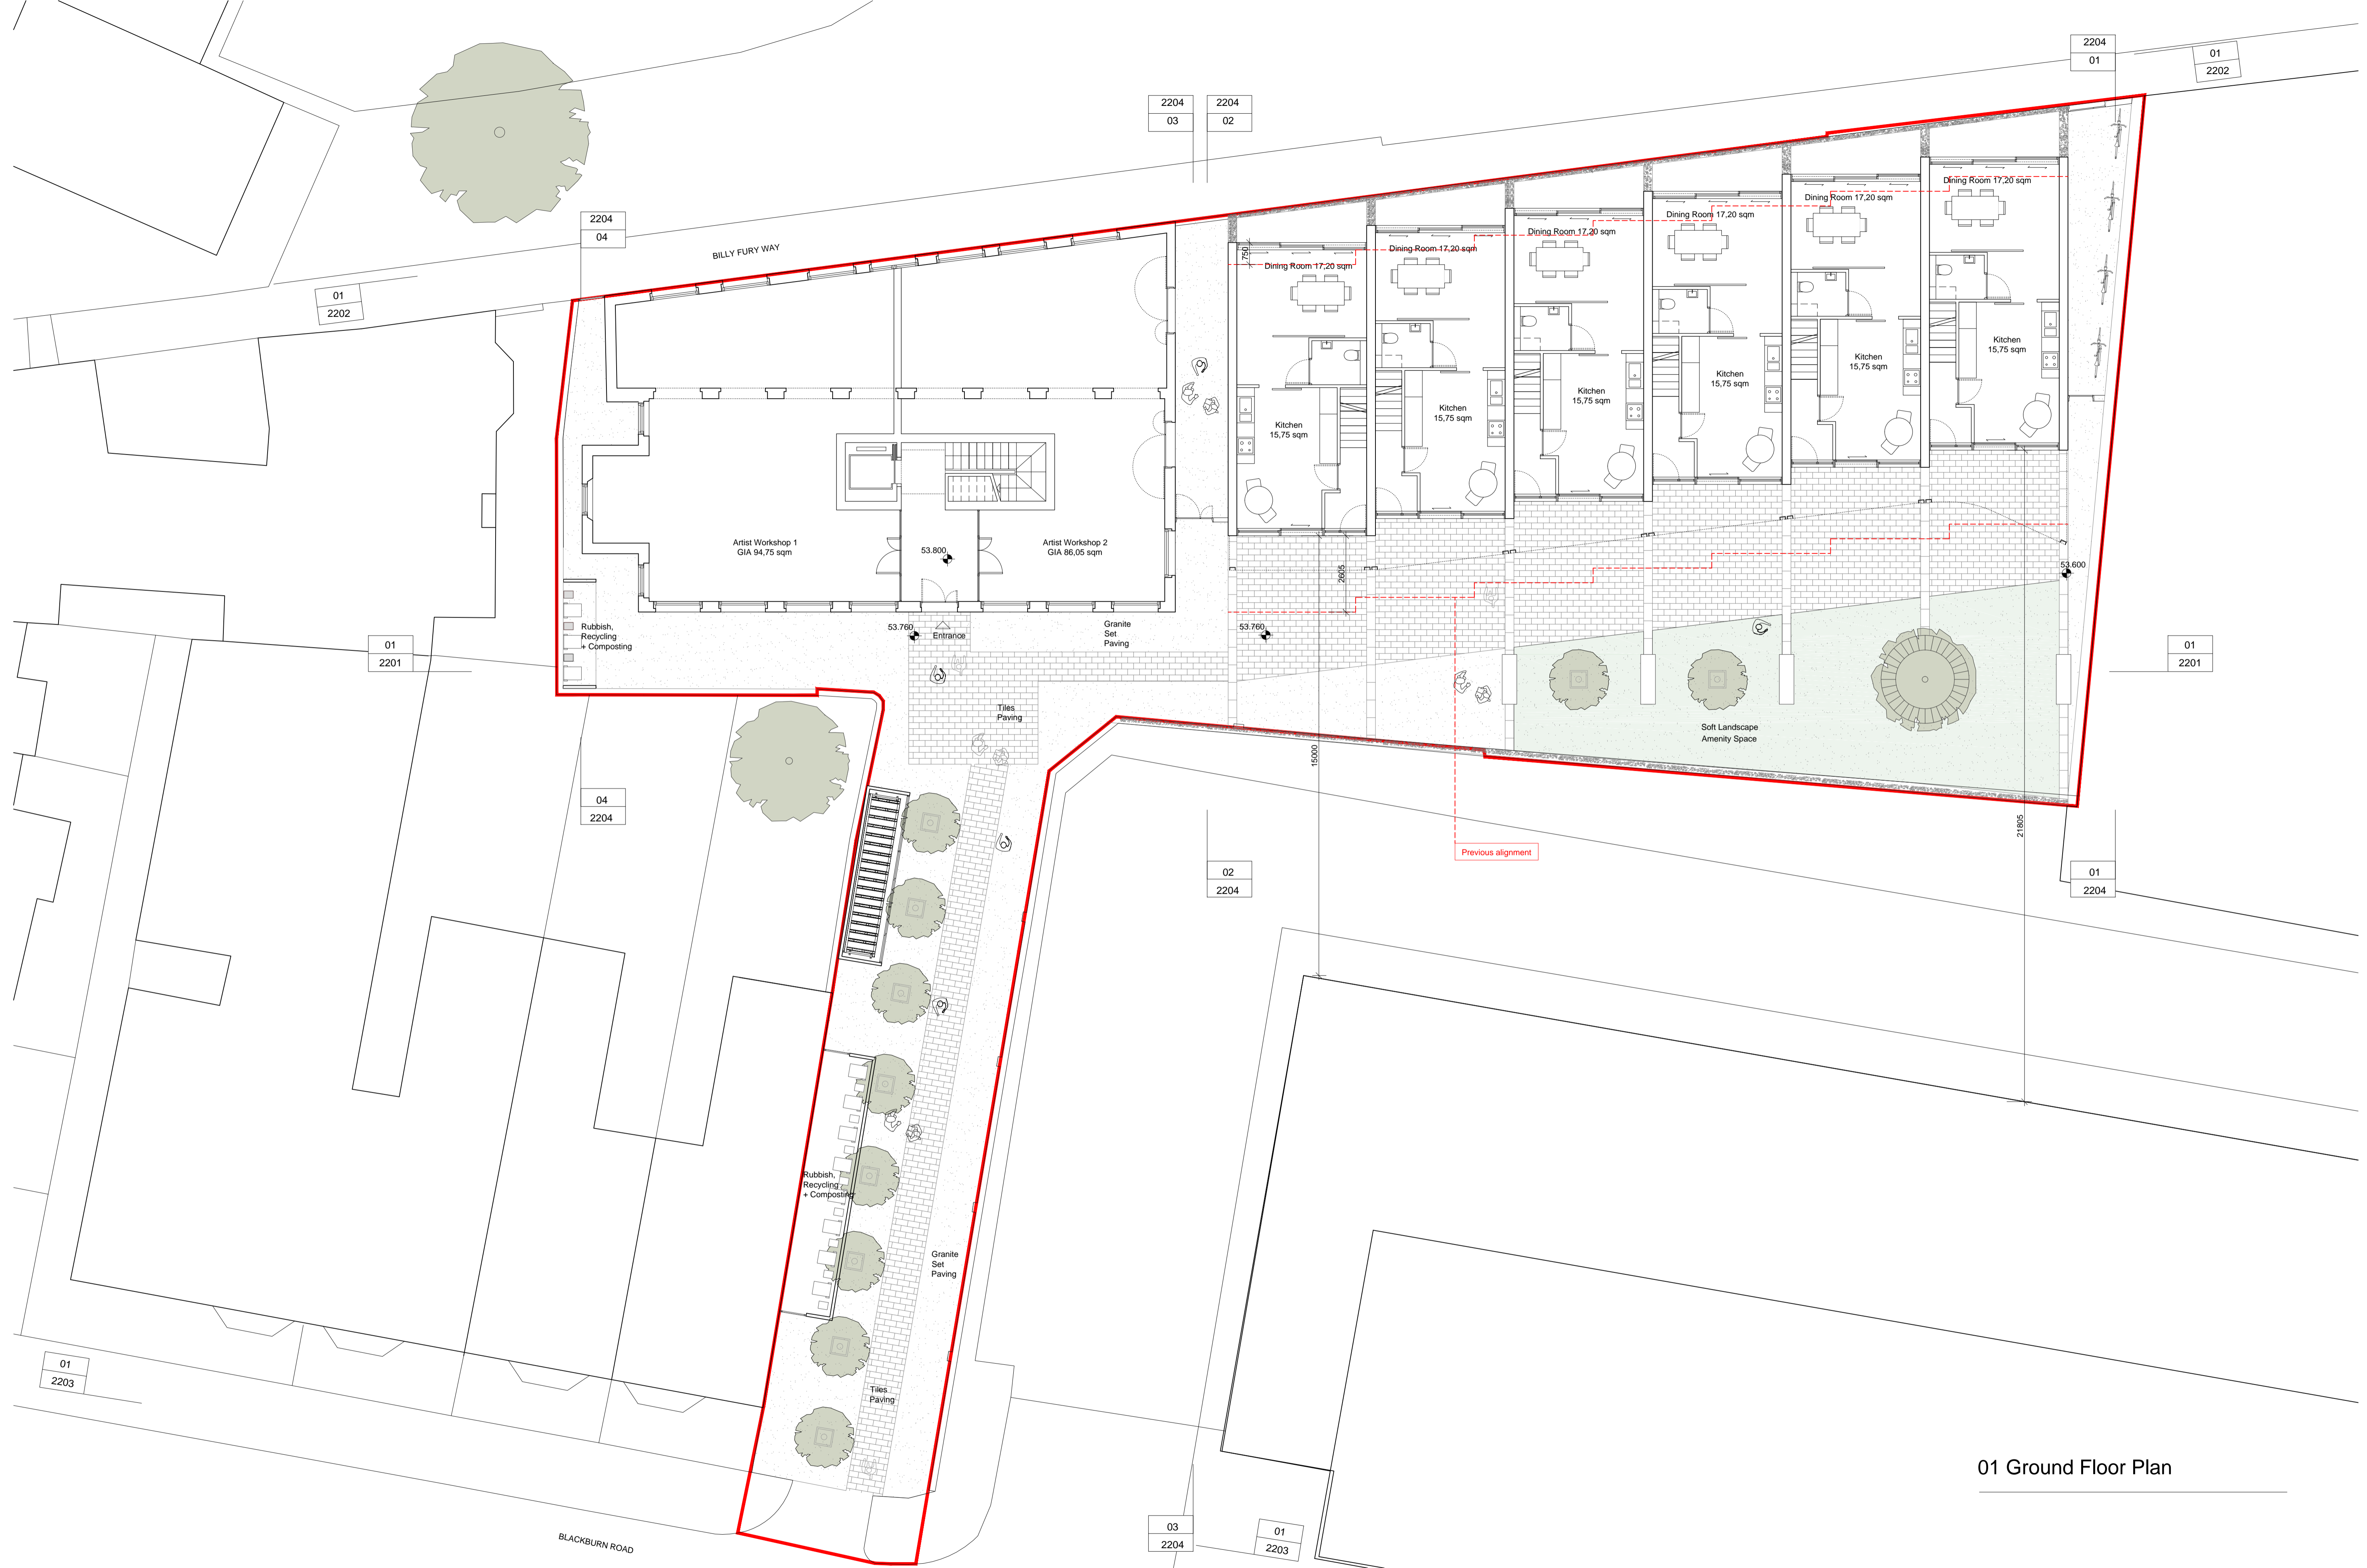 2204
01
01
2202
2204
03
2204
02
2204
04
BILLY FURY WAY
01
2202
Dining Room 17,20 sqm
Dining Room 17,20 sqm
Dining Room 17,20 sqm
Dining Room 17,20 sqm
Dining Room 17,20 sqm
Dining Room 17,20 sqm
750
Kitchen
15,75 sqm
Kitchen
15,75 sqm
Kitchen
15,75 sqm
Kitchen
15,75 sqm
Kitchen
15,75 sqm
Kitchen
15,75 sqm
Artist Workshop 1
GIA 94,75 sqm
53.800
Artist Workshop 2
GIA 86,05 sqm
2605
53.600
Rubbish,
Recycling
+ Composting
53.760
Entrance
Granite
Set
Paving
53.760
01
2201
01
2201
Tiles
Paving
Soft Landscape
Amenity Space
15000
04
2204
21805
Previous alignment
02
2204
01
2204
Rubbish,
Recycling
+ Composting
Granite
Set
Paving
01
2203
Tiles
Paving
01 Ground Floor Plan
BLACKBURN ROAD
03
2204
01
2203